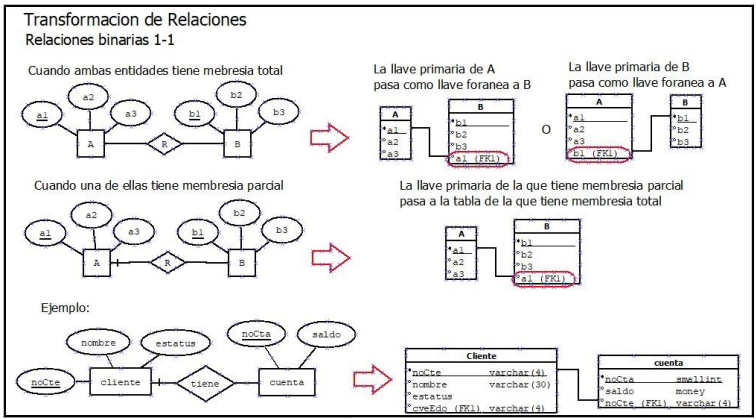 Transformacion de Relaciones
Relaciones binarias 1-1
Cuando ambas entidades tiene mebresia total
a1
a2
a3
b1
b2
b3
A
R
B
La llave primaria de A
pasa como llave foranea a B
A
*a1
°a2
°a3
B
*b1
°b2
°b3
°a1 (FK1)
O
La llave primaria de B
pasa como llave foranea a A
A
*a1
°a2
°a3
°b1 (FK1)
B
*b1
°b2
°b3
Cuando una de ellas tiene membresia parcial
a1
a2
a3
b1
b2
b3
A
R
B
La llave primaria de la que tiene membresia parcial
pasa a la tabla de la que tiene membresia total
A
*a1
°a2
°a3
B
*b1
°b2
°b3
°a1 (FK1)
Ejemplo:
noCte
nombre
estatus
noCta
saldo
cliente
tiene
cuenta
Cliente
*noCte varchar(4)
°nombre varchar(30)
°estatus
°cveEdo (FK1) varchar(4)
cuenta
*noCta smallint
°saldo money
°noCte (FK1) varchar(4)